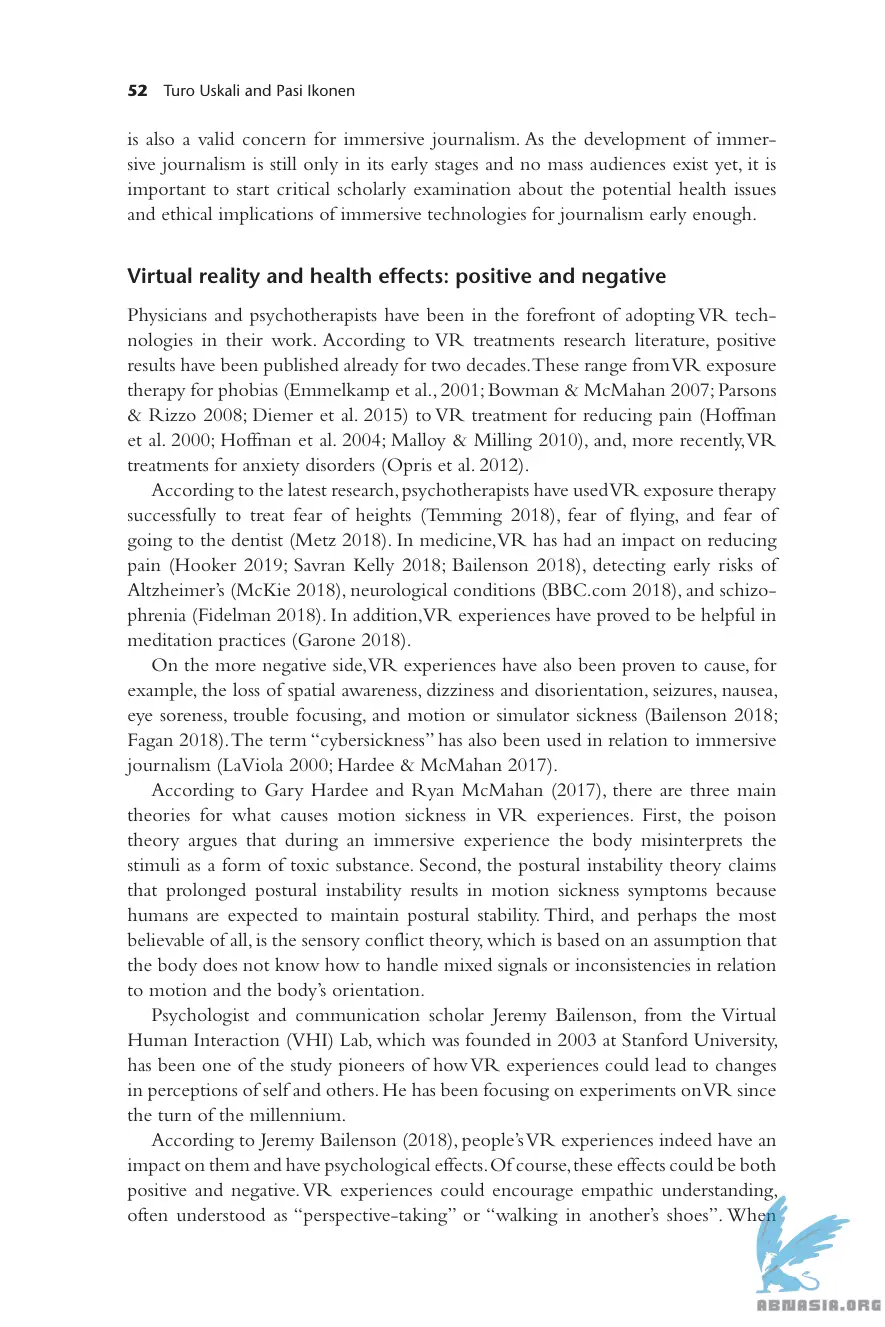 52 Turo Uskali and Pasi Ikonen
is also a valid concern for immersive journalism. As the development of immer-
sive journalism is still only in its early stages and no mass audiences exist yet, it is
important to start critical scholarly examination about the potential health issues
and ethical implications of immersive technologies for journalism early enough.
Virtual reality and health effects: positive and negative
Physicians and psychotherapists have been in the forefront of adopting VR tech-
nologies in their work. According to VR treatments research literature, positive
results have been published already for two decades. These range from VR exposure
therapy for phobias (Emmelkamp et al., 2001; Bowman & McMahan 2007; Parsons
& Rizzo 2008; Diemer et al. 2015) to VR treatment for reducing pain (Hoffman
et al. 2000; Hoffman et al. 2004; Malloy & Milling 2010), and, more recently, VR
treatments for anxiety disorders (Opris et al. 2012).
According to the latest research, psychotherapists have used VR exposure therapy
successfully to treat fear of heights (Temming 2018), fear of flying, and fear of
going to the dentist (Metz 2018). In medicine, VR has had an impact on reducing
pain (Hooker 2019; Savran Kelly 2018; Bailenson 2018), detecting early risks of
Altzheimer's (McKie 2018), neurological conditions (BBC.com 2018), and schizo-
phrenia (Fidelman 2018). In addition, VR experiences have proved to be helpful in
meditation practices (Garone 2018).
On the more negative side, VR experiences have also been proven to cause, for
example, the loss of spatial awareness, dizziness and disorientation, seizures, nausea,
eye soreness, trouble focusing, and motion or simulator sickness (Bailenson 2018;
Fagan 2018). The term "cybersickness" has also been used in relation to immersive
journalism (LaViola 2000; Hardee & McMahan 2017).
According to Gary Hardee and Ryan McMahan (2017), there are three main
theories for what causes motion sickness in VR experiences. First, the poison
theory argues that during an immersive experience the body misinterprets the
stimuli as a form of toxic substance. Second, the postural instability theory claims
that prolonged postural instability results in motion sickness symptoms because
humans are expected to maintain postural stability. Third, and perhaps the most
believable of all, is the sensory conflict theory, which is based on an assumption that
the body does not know how to handle mixed signals or inconsistencies in relation
to motion and the body's orientation.
Psychologist and communication scholar Jeremy Bailenson, from the Virtual
Human Interaction (VHI) Lab, which was founded in 2003 at Stanford University,
has been one of the study pioneers of how VR experiences could lead to changes
in perceptions of self and others. He has been focusing on experiments on VR since
the turn of the millennium.
According to Jeremy Bailenson (2018), people's VR experiences indeed have an
impact on them and have psychological effects. Of course, these effects could be both
positive and negative. VR experiences could encourage empathic understanding,
often understood as "perspective-taking" or "walking in another's shoes". When
ABNASIA.ORG